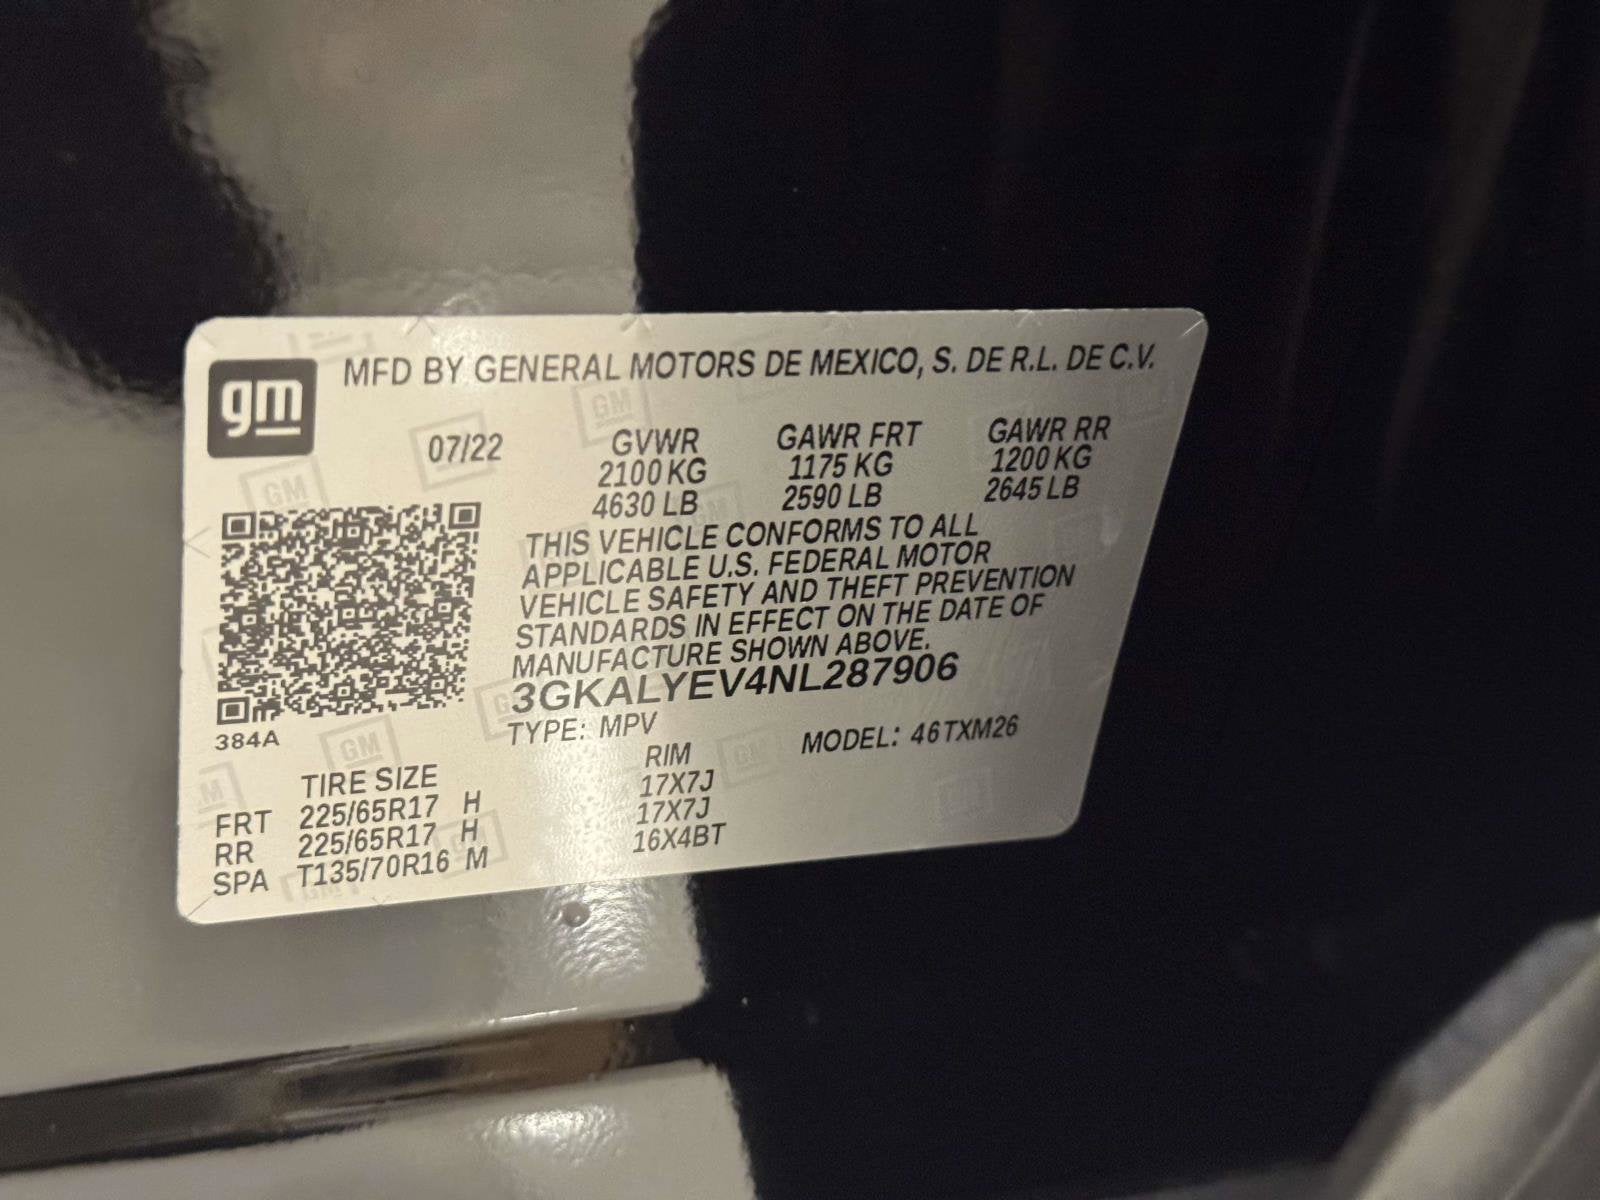 gm
MFD BY GENERAL MOTORS DE MEXICO, S. DE R.L. DE C.V.
07/22 GVWR GAWR FRT GAWR RR
2100 KG 1175 KG 1200 KG
4630 LB 2590 LB 2645 LB
THIS VEHICLE CONFORMS TO ALL
APPLICABLE U.S. FEDERAL MOTOR
VEHICLE SAFETY AND THEFT PREVENTION
STANDARDS IN EFFECT ON THE DATE OF
MANUFACTURE SHOWN ABOVE.
3GKALYEV4NL287906
384A TYPE: MPV MODEL: 46TXM26
TIRE SIZE RIM
FRT 225/65R17 H 17X7J
RR 225/65R17 H 17X7J
SPA T135/70R16 M 16X4BT